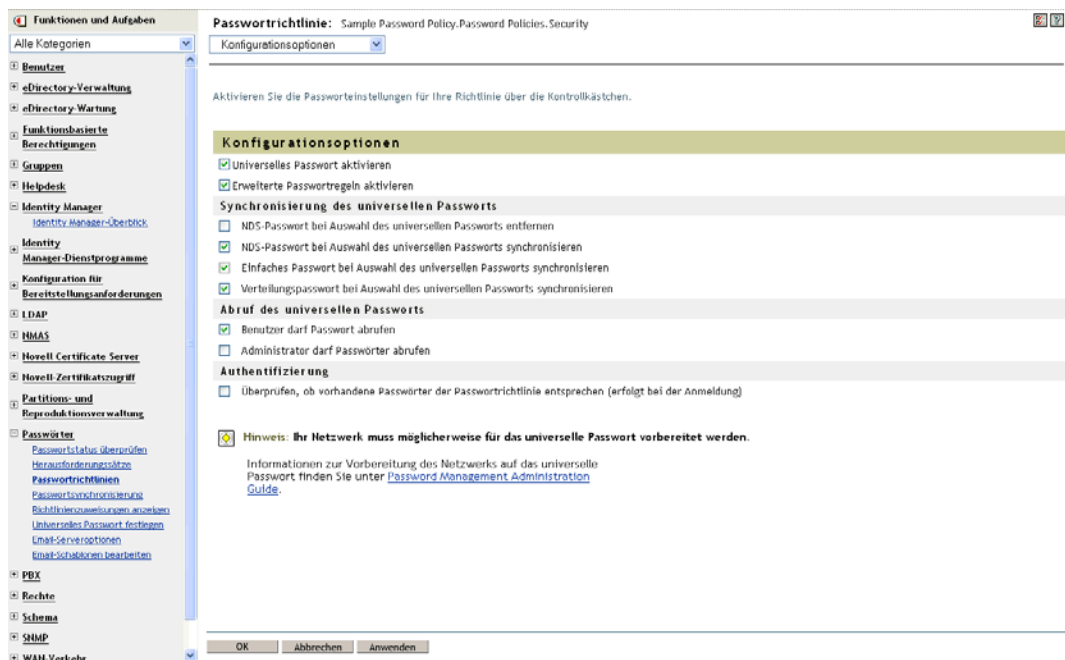 Funktionen und Aufgaben
Alle Kategorien
Benutzer
eDirectory-Verwaltung
eDirectory-Wartung
Funktionsbasierte
Berechtigungen
Gruppen
Helpdesk
Identity Manager
Identity Manager-Überblick
Identity
Manager-Dienstprogramme
Konfiguration für
Bereitstellungsanforderungen
LDAP
NMAS
Novell Certificate Server
Novell-Zertifikatszugriff
Partitions- und
Reproduktionsverwaltung
Passwörter
Passwortstatus überprüfen
Herausforderungssätze
Passwortrichtlinien
Passwortsynchronisierung
Richtlinienzuweisungen anzeigen
Universelles Passwort festlegen
Email-Serveroptionen
Email-Schablonen bearbeiten
PBX
Rechte
Schema
SNMP
WAN-Verkehr
Passwortrichtlinie: Sample Password Policy.Password Policies.Security
Konfigurationsoptionen
Aktivieren Sie die Passworteinstellungen für Ihre Richtlinie über die Kontrollkästchen.
Konfigurationsoptionen
Universelles Passwort aktivieren
Erweiterte Passwortregeln aktivieren
Synchronisierung des universellen Passworts
NDS-Passwort bei Auswahl des universellen Passworts entfernen
NDS-Passwort bei Auswahl des universellen Passworts synchronisieren
Einfaches Passwort bei Auswahl des universellen Passworts synchronisieren
Verteilungspasswort bei Auswahl des universellen Passworts synchronisieren
Abruf des universellen Passworts
Benutzer darf Passwort abrufen
Administrator darf Passwörter abrufen
Authentifizierung
Überprüfen, ob vorhandene Passwörter der Passwortrichtlinie entsprechen (erfolgt bei der Anmeldung)
Hinweis: Ihr Netzwerk muss möglicherweise für das universelle Passwort vorbereitet werden.
Informationen zur Vorbereitung des Netzwerks auf das universelle
Passwort finden Sie unter Password Management Administration
Guide.
OK Abbrechen Anwenden